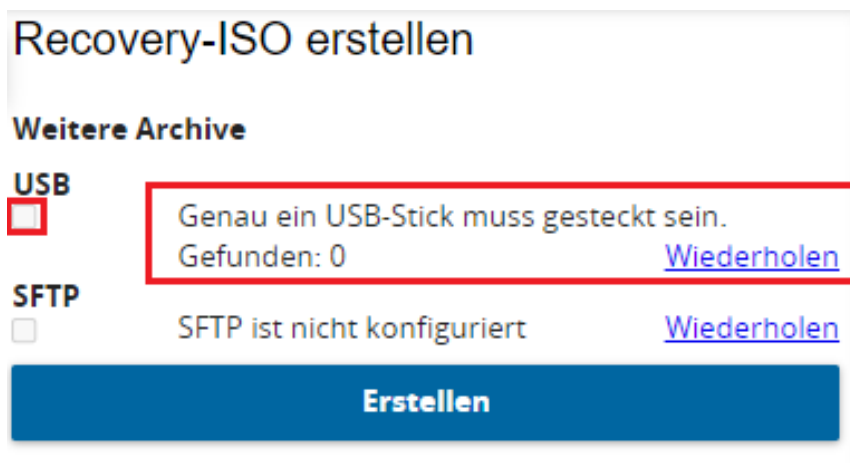 Recovery-ISO erstellen
Weitere Archive
USB
Genau ein USB-Stick muss gesteckt sein.
Gefunden: 0 Wiederholen
SFTP
SFTP ist nicht konfiguriert Wiederholen
Erstellen